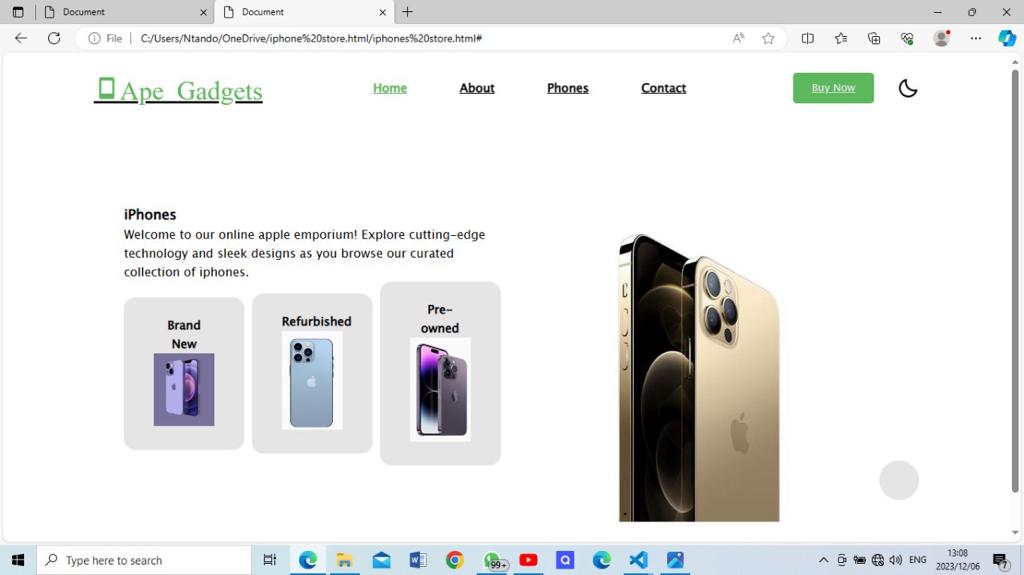 Document
Document
File
C:/Users/Ntando/OneDrive/iphone%20store.html/iphones%20store.html#
Ape Gadgets
Home
About
Phones
Contact
Buy Now
iPhones
Welcome to our online apple emporium! Explore cutting-edge
technology and sleek designs as you browse our curated
collection of iphones.
Brand
New
Refurbished
Pre-
owned
Type here to search
99+
ENG
13:08
2023/12/06
7